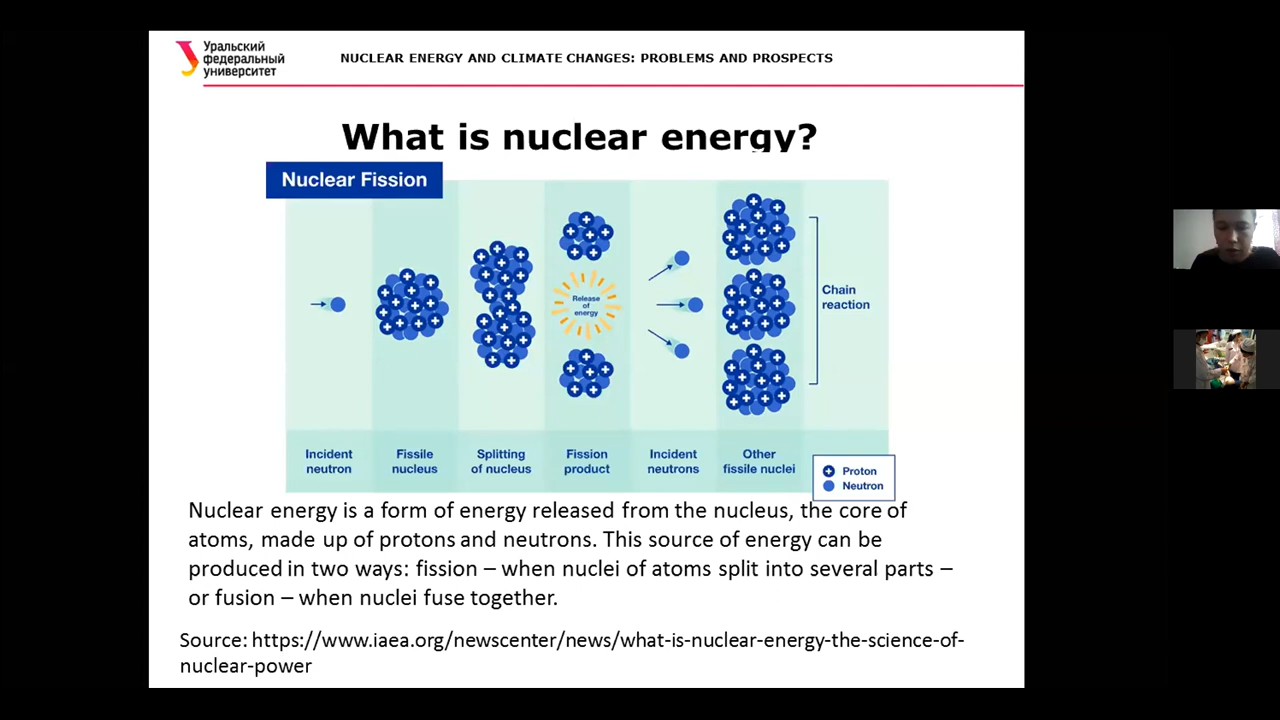 Уральский
федеральный
университет
NUCLEAR ENERGY AND CLIMATE CHANGES: PROBLEMS AND PROSPECTS
What is nuclear energy?
Nuclear Fission
Release
of
energy
Chain
reaction
Incident
neutron
Fissile
nucleus
Splitting
of nucleus
Fission
product
Incident
neutrons
Other
fissile nuclei
Proton
Neutron
Nuclear energy is a form of energy released from the nucleus, the core of
atoms, made up of protons and neutrons. This source of energy can be
produced in two ways: fission – when nuclei of atoms split into several parts –
or fusion – when nuclei fuse together.
Source: https://www.iaea.org/newscenter/news/what-is-nuclear-energy-the-science-of-
nuclear-power